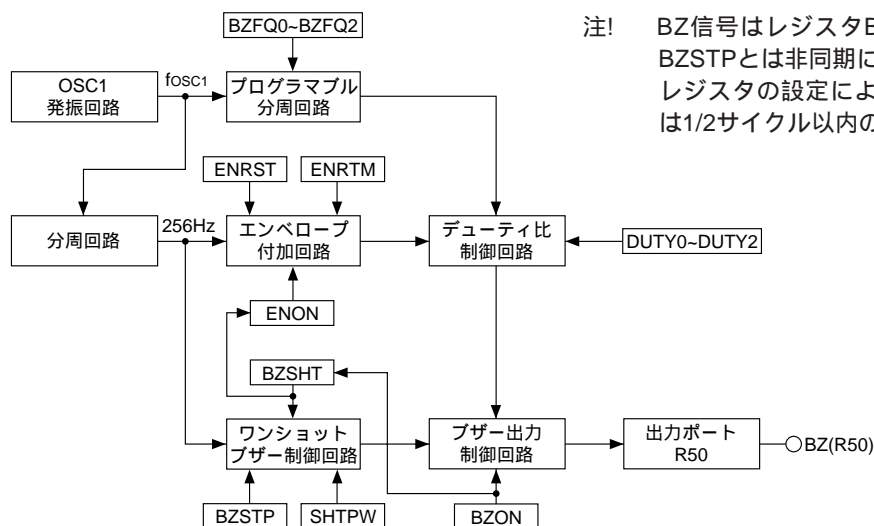 BZFQ0~BZFQ2
注! BZ信号はレジスタB
BZSTPとは非同期に
レジスタの設定によ
は1/2サイクル以内の
OSC1
発振回路
fOSC1
プログラマブル
分周回路
ENRST
ENRTM
分周回路
256Hz
エンベロープ
付加回路
デューティ比
制御回路
DUTY0~DUTY2
ENON
BZSHT
ワンショット
ブザー制御回路
ブザー出力
制御回路
出力ポート
R50
BZ(R50)
BZSTP
SHTPW
BZON